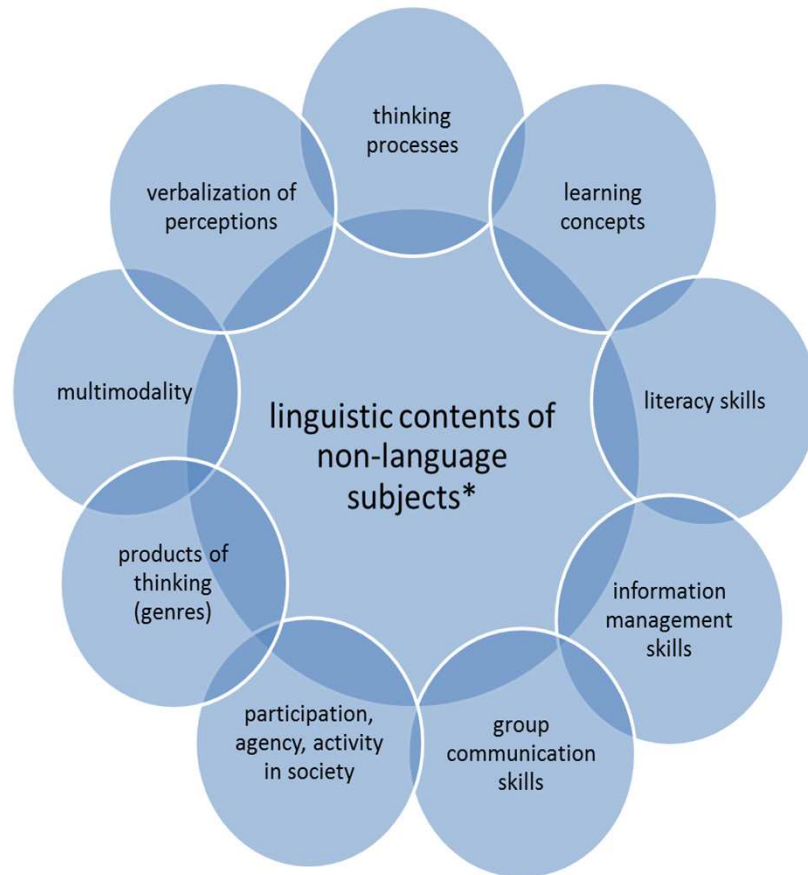 thinking
processes
learning
concepts
literacy skills
information
management
skills
group
communication
skills
participation,
agency, activity
in society
products of
thinking
(genres)
multimodality
verbalization of
perceptions
linguistic contents of
non-language
subjects*